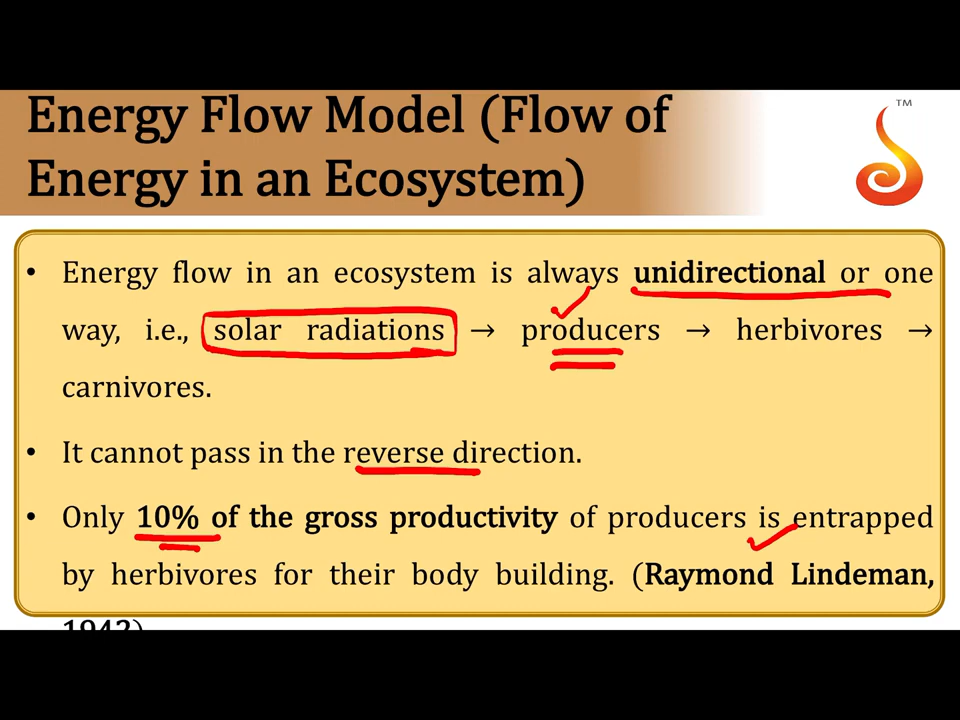 Energy Flow Model (Flow of
Energy in an Ecosystem)
TM
• Energy flow in an ecosystem is always unidirectional or one
way, i.e., solar radiations → producers → herbivores →
carnivores.
• It cannot pass in the reverse direction.
• Only 10% of the gross productivity of producers is entrapped
by herbivores for their body building. (Raymond Lindeman,
1942)